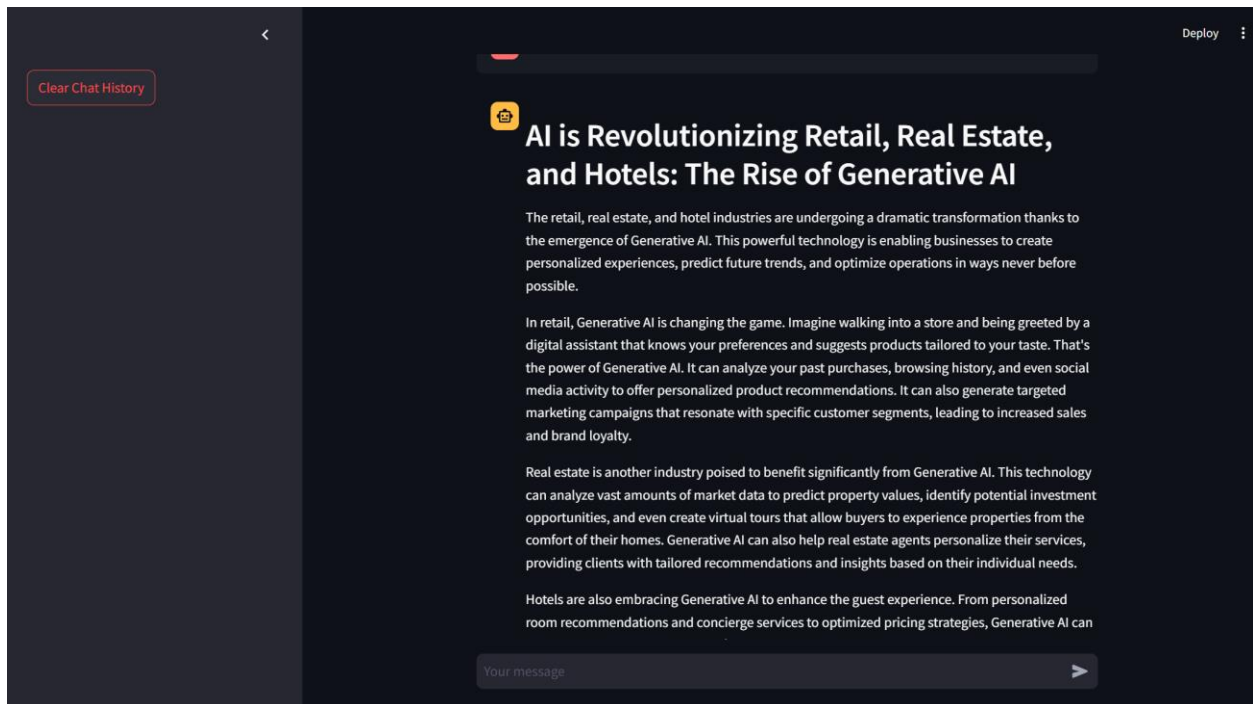 Deploy
Clear Chat History
AI is Revolutionizing Retail, Real Estate,
and Hotels: The Rise of Generative AI
The retail, real estate, and hotel industries are undergoing a dramatic transformation thanks to
the emergence of Generative AI. This powerful technology is enabling businesses to create
personalized experiences, predict future trends, and optimize operations in ways never before
possible.
In retail, Generative AI is changing the game. Imagine walking into a store and being greeted by a
digital assistant that knows your preferences and suggests products tailored to your taste. That's
the power of Generative AI. It can analyze your past purchases, browsing history, and even social
media activity to offer personalized product recommendations. It can also generate targeted
marketing campaigns that resonate with specific customer segments, leading to increased sales
and brand loyalty.
Real estate is another industry poised to benefit significantly from Generative AI. This technology
can analyze vast amounts of market data to predict property values, identify potential investment
opportunities, and even create virtual tours that allow buyers to experience properties from the
comfort of their homes. Generative AI can also help real estate agents personalize their services,
providing clients with tailored recommendations and insights based on their individual needs.
Hotels are also embracing Generative AI to enhance the guest experience. From personalized
room recommendations and concierge services to optimized pricing strategies, Generative AI can
Your message